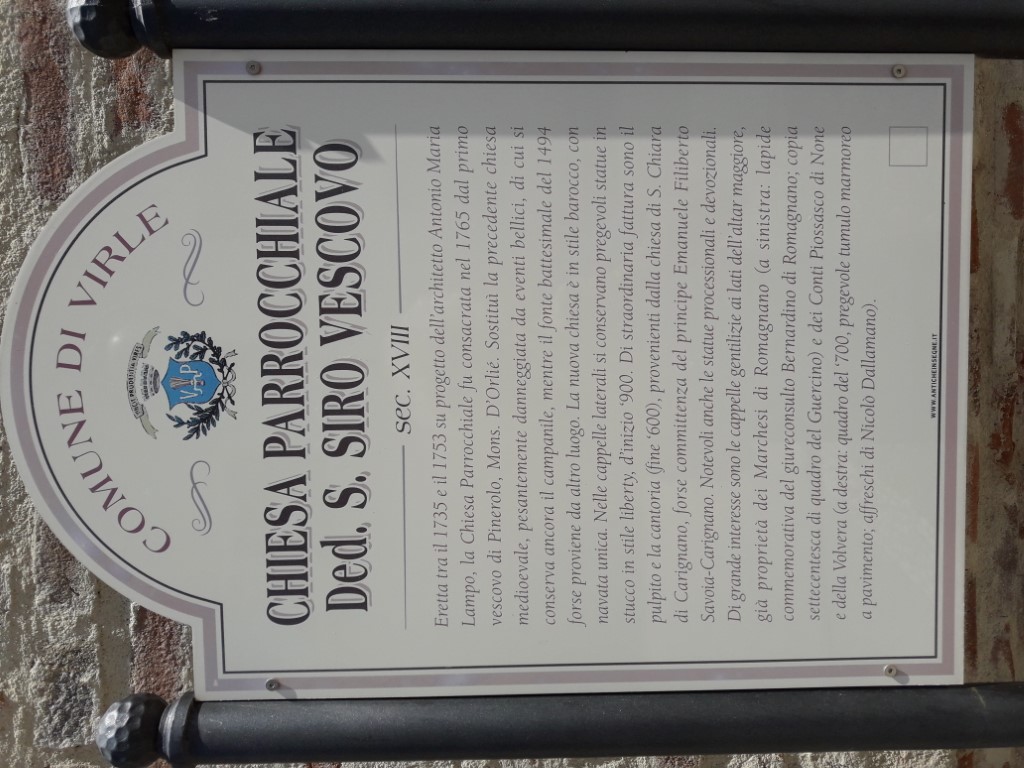 COMUNE DI VIRLE
V P
CHIESA PARROCCHIALE
Ded. S. SIRO VESCOVO
sec. XVIII
Eretta tra il 1735 e il 1753 su progetto dell'architetto Antonio Maria
Lampo, la Chiesa Parrocchiale fu consacrata nel 1765 dal primo
vescovo di Pinerolo, Mons. D'Orliè. Sostituì la precedente chiesa
medioevale, pesantemente danneggiata da eventi bellici, di cui si
conserva ancora il campanile, mentre il fonte battesimale del 1494
forse proviene da altro luogo. La nuova chiesa è in stile barocco, con
navata unica. Nelle cappelle laterali si conservano pregevoli statue in
stucco in stile liberty, d'inizio '900. Di straordinaria fattura sono il
pulpito e la cantoria (fine '600), provenienti dalla chiesa di S. Chiara
di Carignano, forse committenza del principe Emanuele Filiberto
Savoia-Carignano. Notevoli anche le statue processionali e devozionali.
Di grande interesse sono le cappelle gentilizie ai lati dell'altar maggiore,
già proprietà dei Marchesi di Romagnano (a sinistra: lapide
commemorativa del giureconsulto Bernardino di Romagnano; copia
settecentesca di quadro del Guercino) e dei Conti Piossasco di None
e della Volvera (a destra: quadro del '700, pregevole tumulo marmoreo
a pavimento; affreschi di Nicolò Dallamano).
WWW.ANTICHEINSEGNE.IT